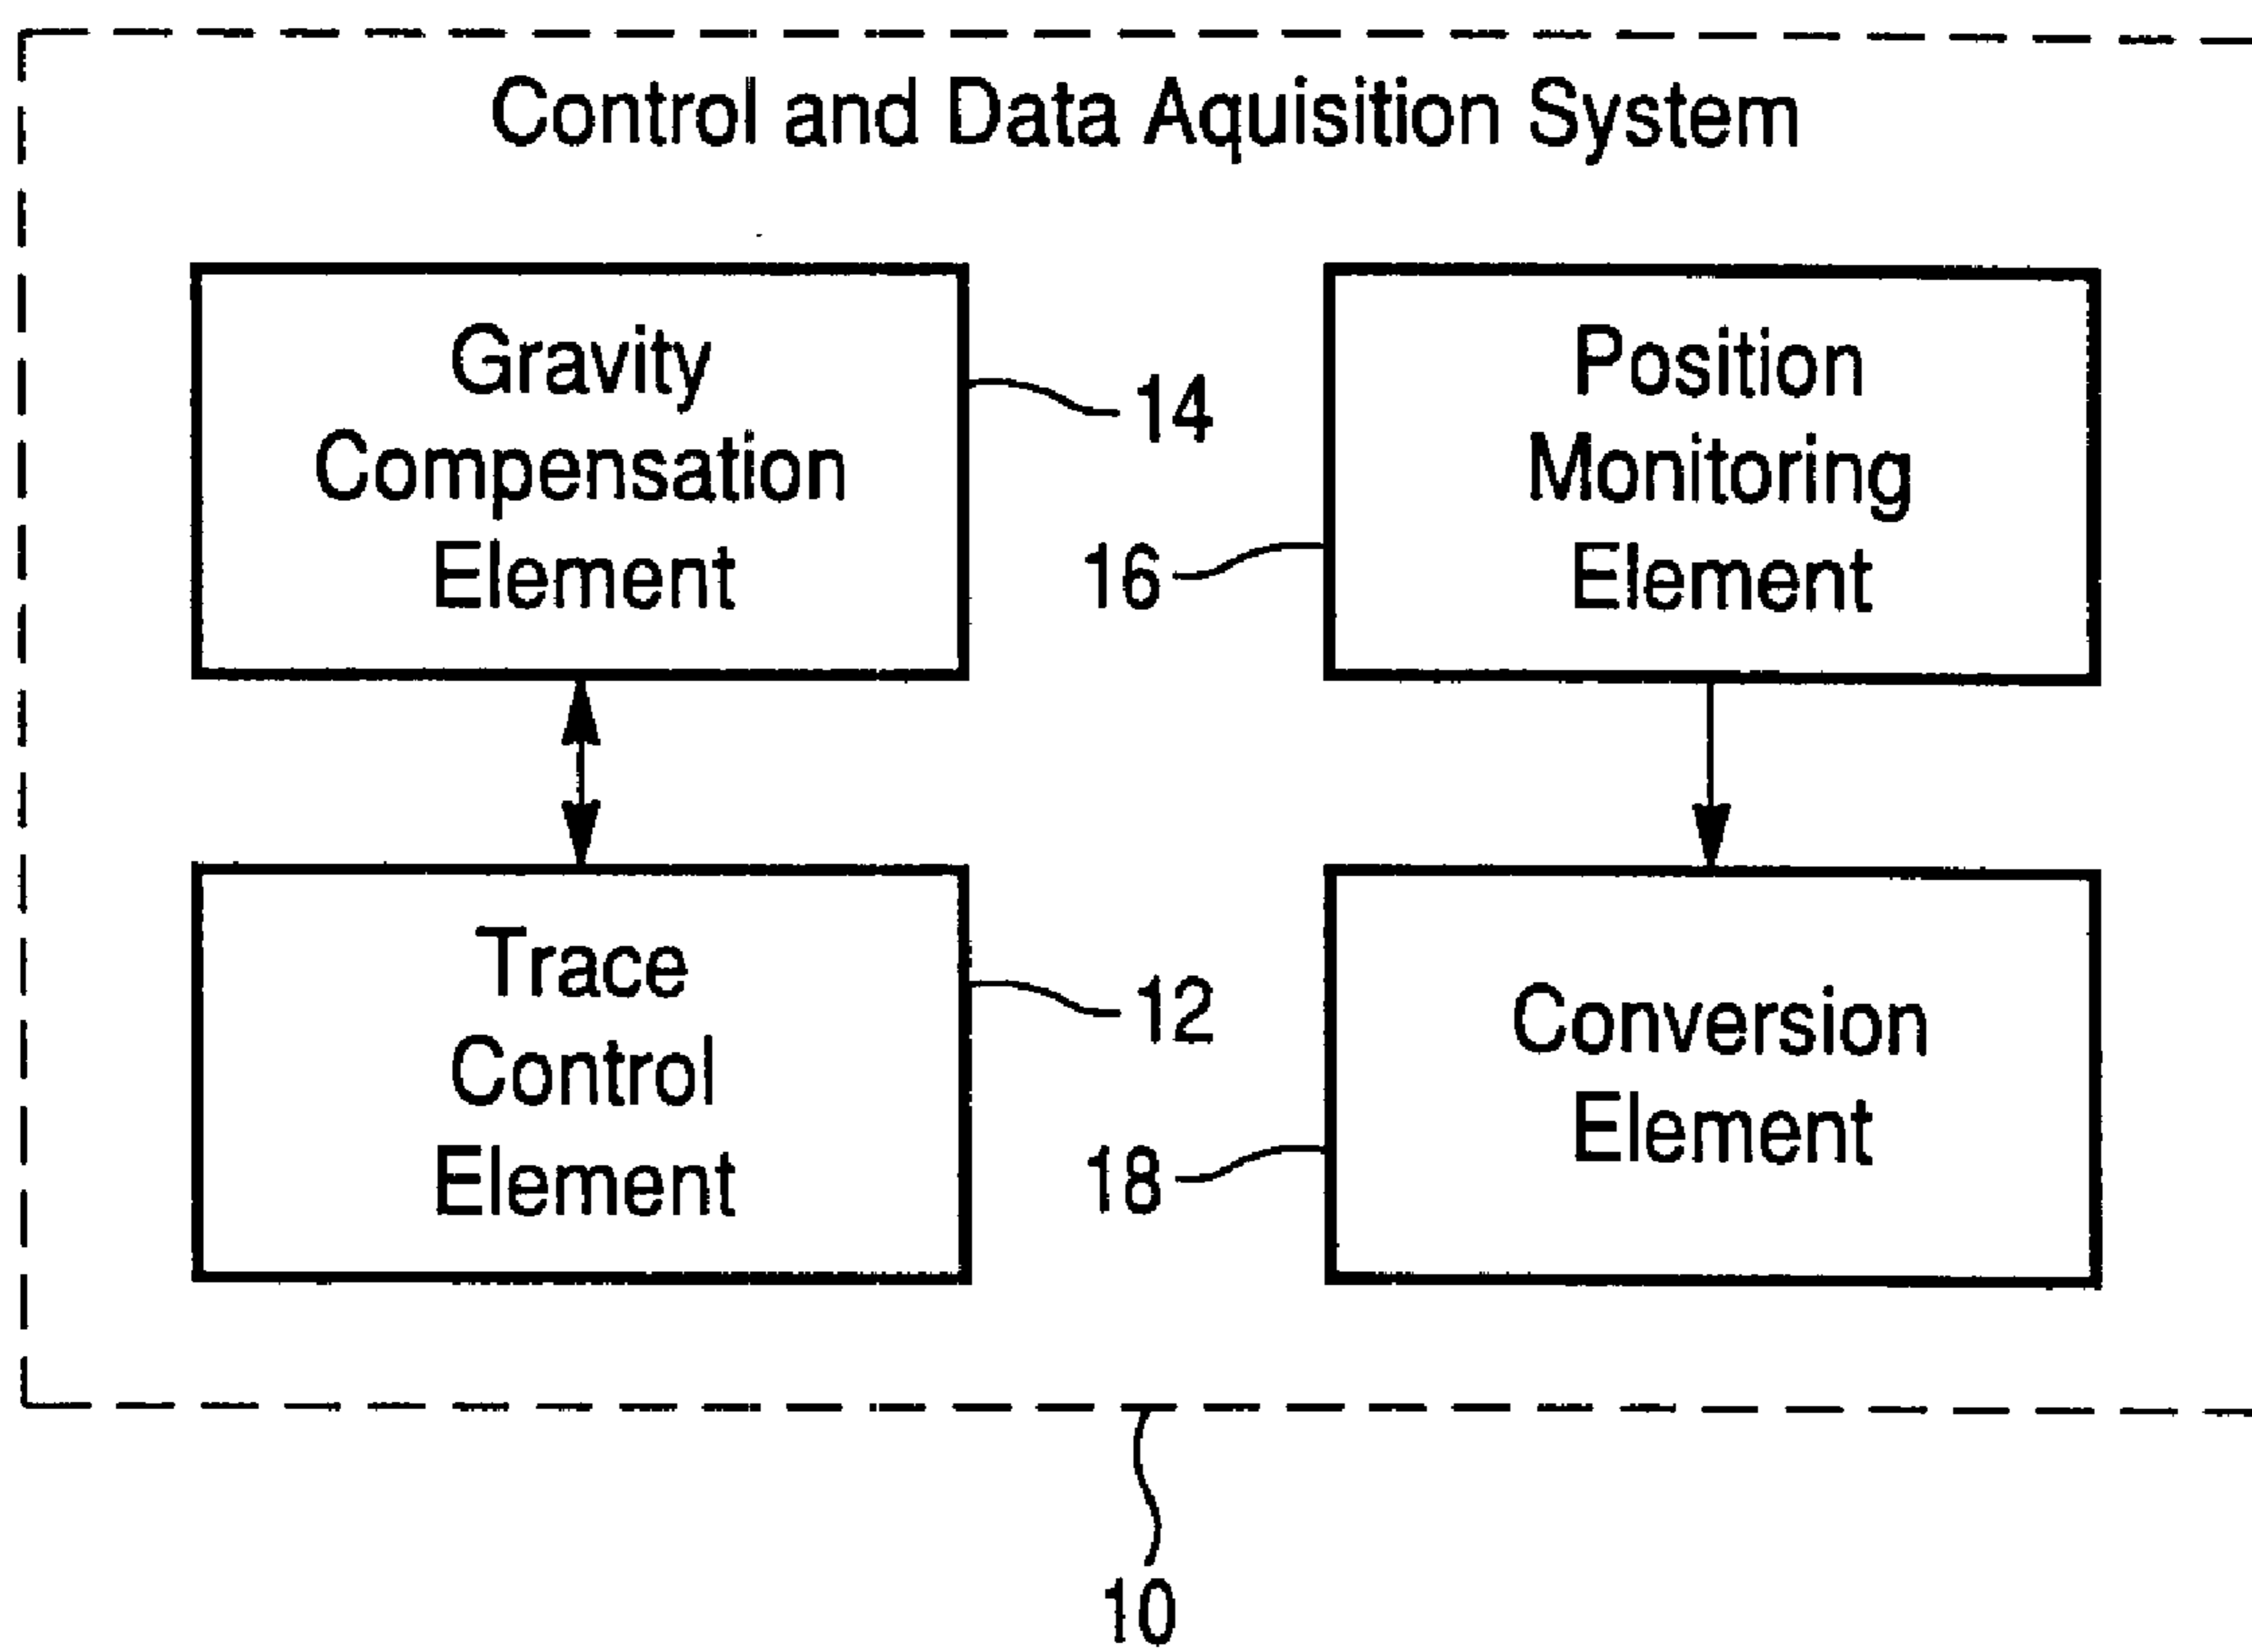 Control and Data Aquisition System
Gravity
Compensation
Element
14
Position
Monitoring
Element
16
Trace
Control
Element
12
Conversion
Element
18
10